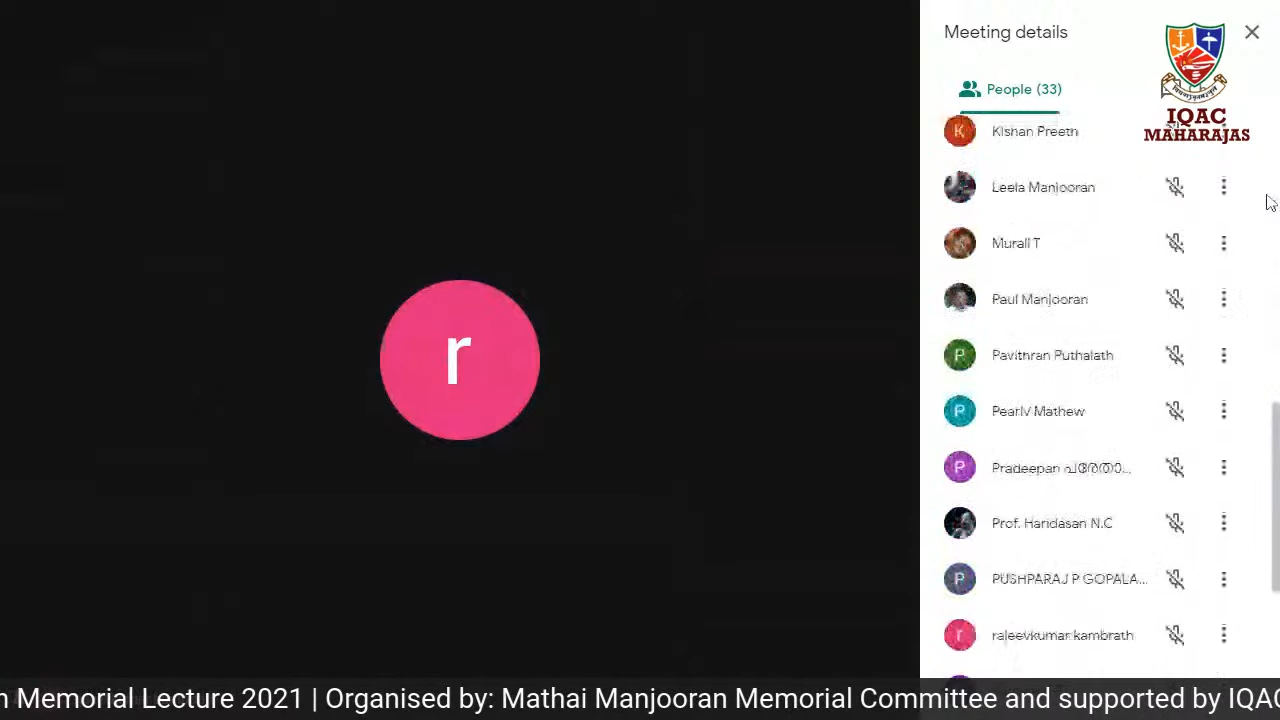 Meeting details
People (33)
IQAC
MAHARAJAS
K Kishan Preeth
Leela Manjooran
Murali T
Paul Manjooran
P Pavithran Puthalath
P Pearly Mathew
P Pradeepan
Prof. Haridasan N.C
P PUSHPARAJ P GOPALA...
r rajeevkumar kambrath
r
n Memorial Lecture 2021 | Organised by: Mathai Manjooran Memorial Committee and supported by IQAC